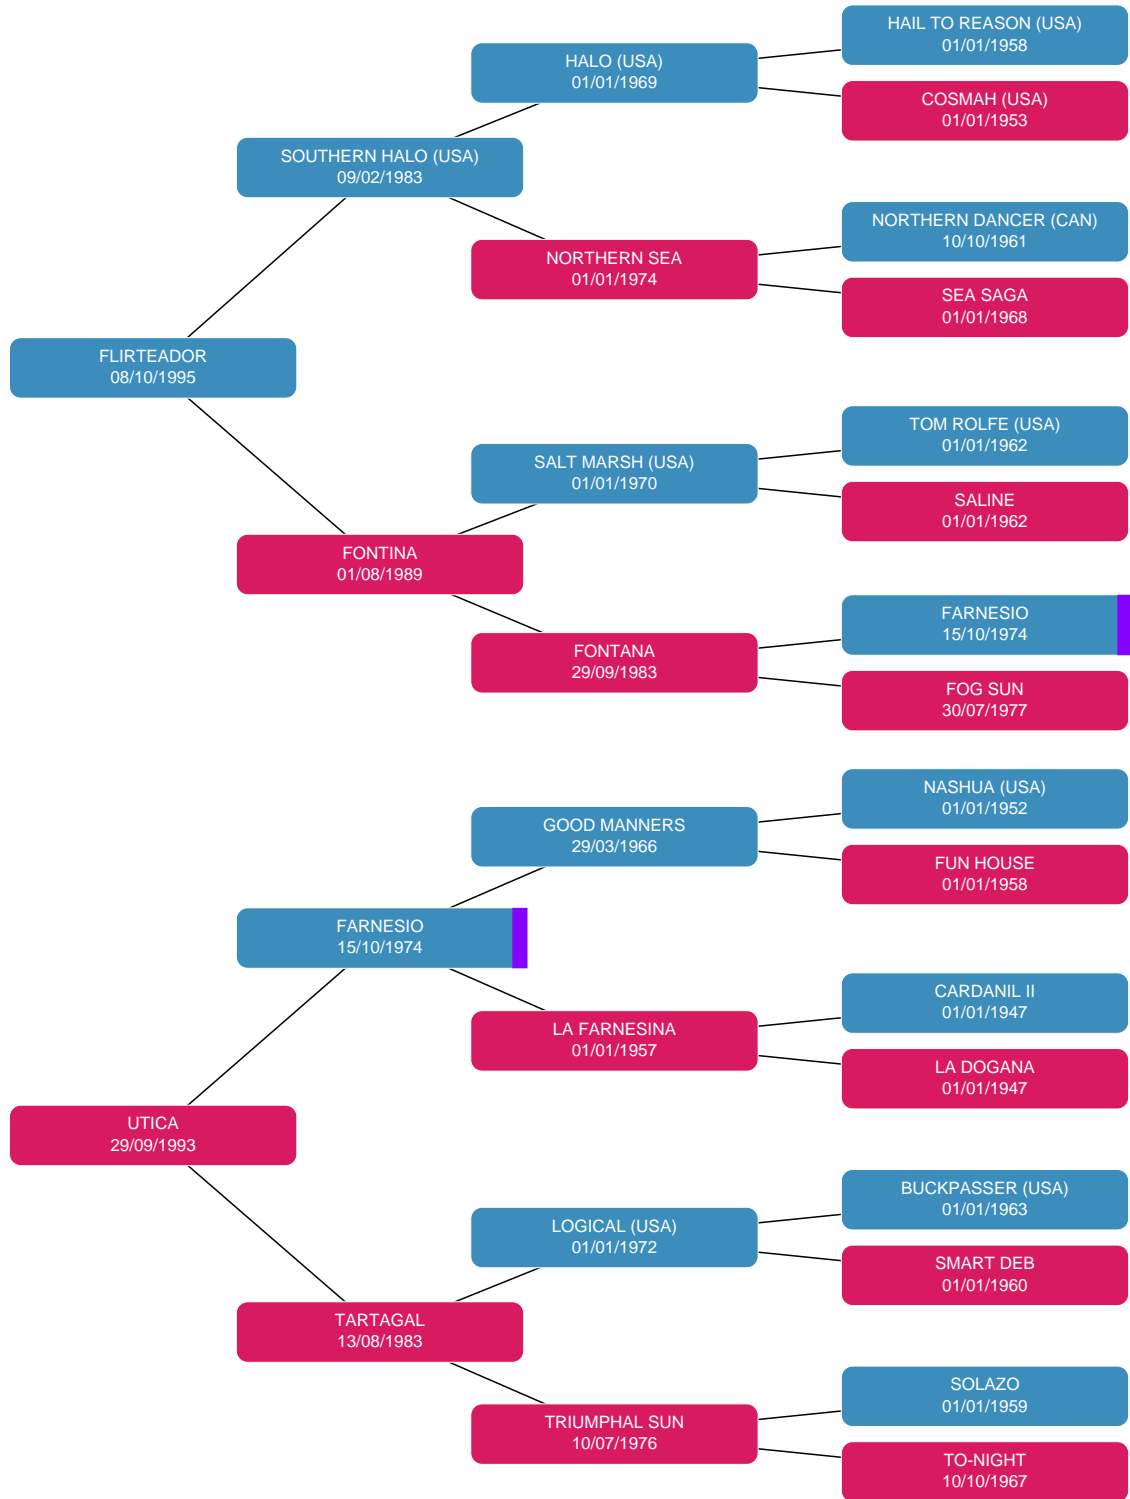 HAIL TO REASON (USA)
01/01/1958
HALO (USA)
01/01/1969
COSMAH (USA)
01/01/1953
SOUTHERN HALO (USA)
09/02/1983
NORTHERN DANCER (CAN)
10/10/1961
NORTHERN SEA
01/01/1974
SEA SAGA
01/01/1968
FLIRTEADOR
08/10/1995
TOM ROLFE (USA)
01/01/1962
SALT MARSH (USA)
01/01/1970
SALINE
01/01/1962
FONTINA
01/08/1989
FARNESIO
15/10/1974
FONTANA
29/09/1983
FOG SUN
30/07/1977
NASHUA (USA)
01/01/1952
GOOD MANNERS
29/03/1966
FUN HOUSE
01/01/1958
FARNESIO
15/10/1974
CARDANIL II
01/01/1947
LA FARNESINA
01/01/1957
LA DOGANA
01/01/1947
UTICA
29/09/1993
BUCKPASSER (USA)
01/01/1963
LOGICAL (USA)
01/01/1972
SMART DEB
01/01/1960
TARTAGAL
13/08/1983
SOLAZO
01/01/1959
TRIUMPHAL SUN
10/07/1976
TO-NIGHT
10/10/1967